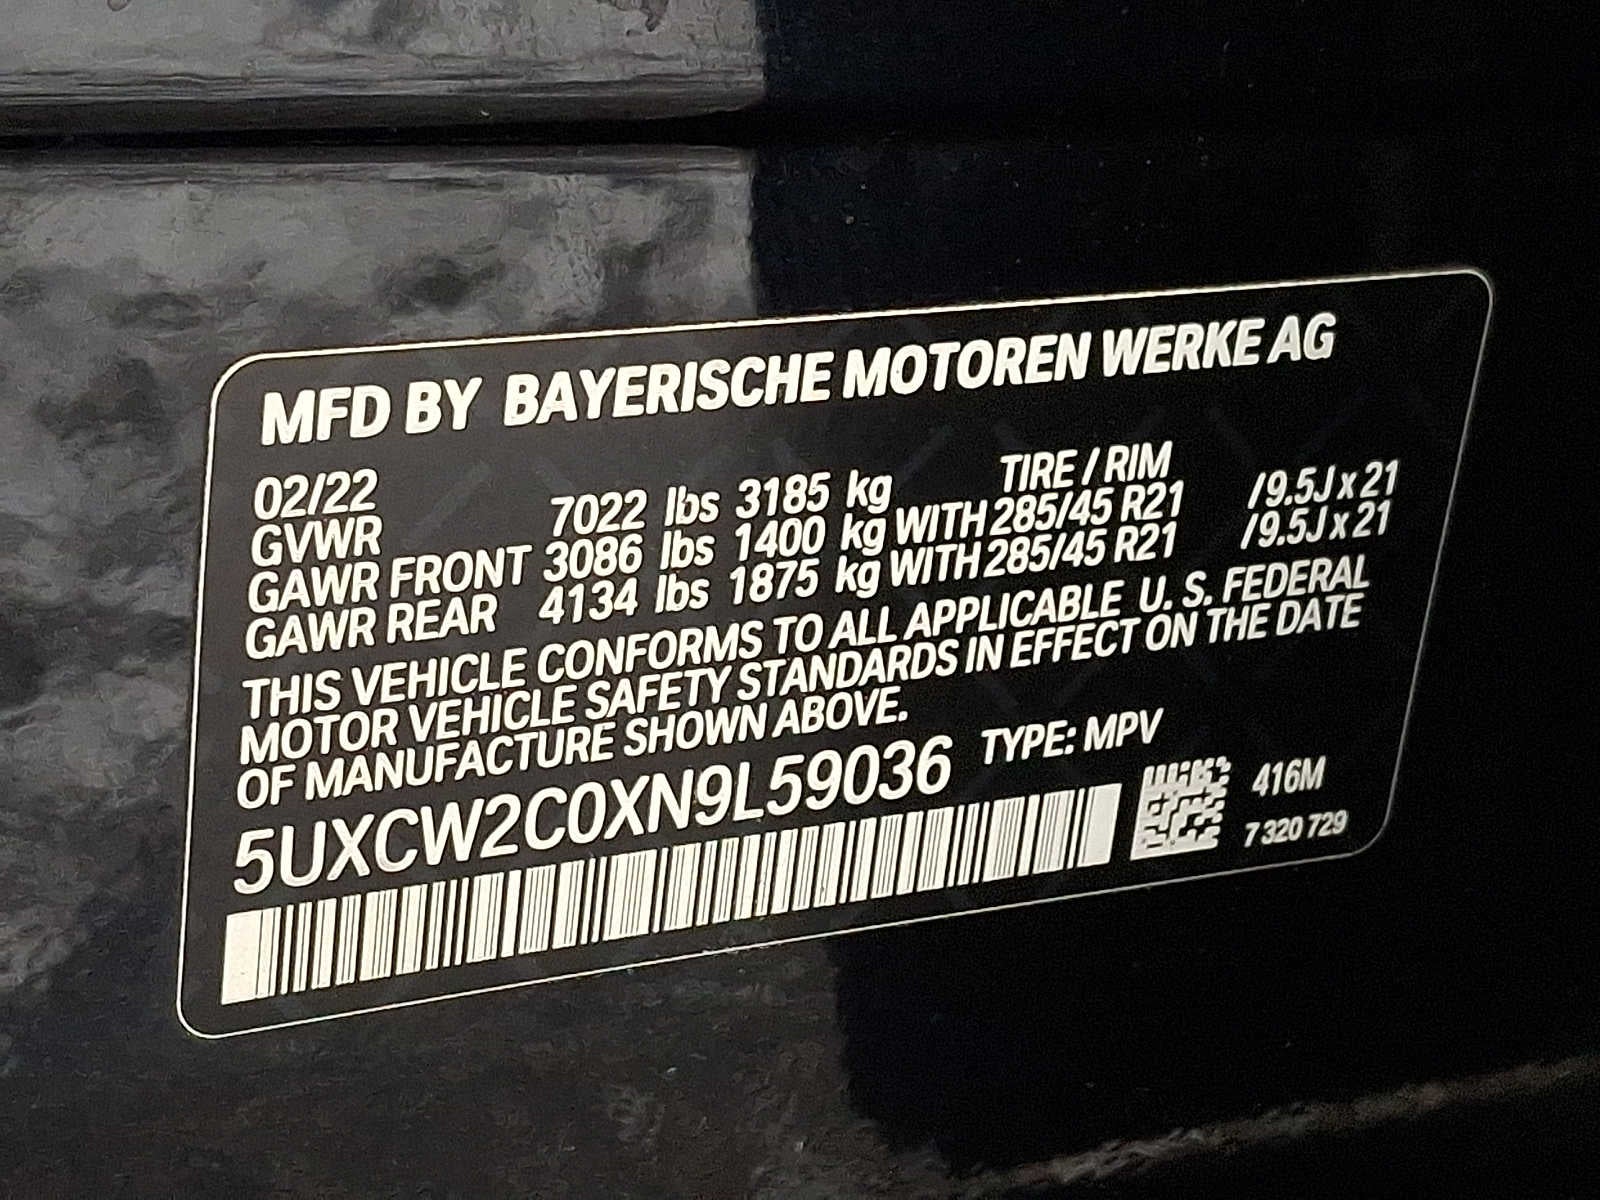 MFD BY BAYERISCHE MOTOREN WERKE AG
02/22 TIRE / RIM
GVWR 7022 lbs 3185 kg
GAWR FRONT 3086 lbs 1400 kg WITH 285/45 R21 /9.5J x 21
GAWR REAR 4134 lbs 1875 kg WITH 285/45 R21 /9.5J x 21
THIS VEHICLE CONFORMS TO ALL APPLICABLE U. S. FEDERAL
MOTOR VEHICLE SAFETY STANDARDS IN EFFECT ON THE DATE
OF MANUFACTURE SHOWN ABOVE.
5UXCW2C0XN9L59036 TYPE: MPV
416M
7 320 729